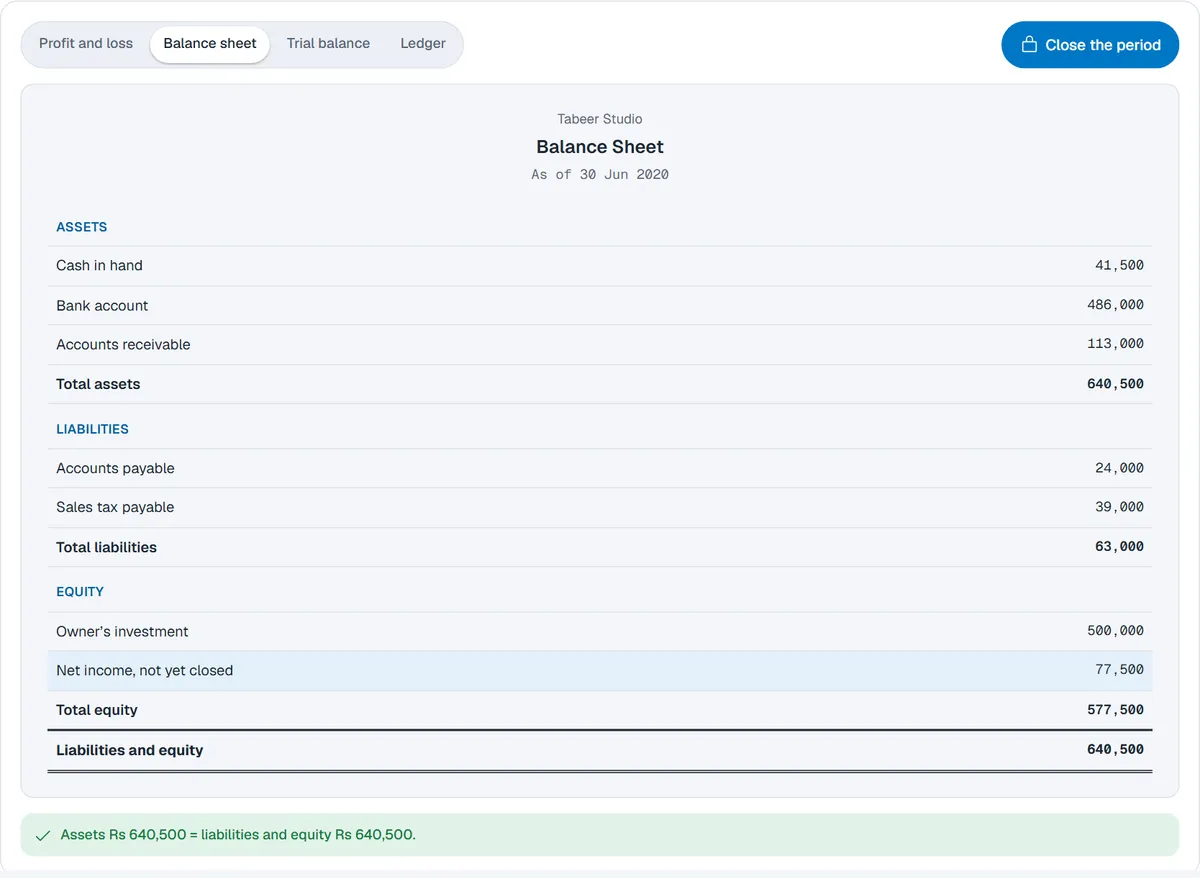 Profit and loss Balance sheet Trial balance Ledger Close the period
Tabeer Studio
Balance Sheet
As of 30 Jun 2020
ASSETS
Cash in hand 41,500
Bank account 486,000
Accounts receivable 113,000
Total assets 640,500
LIABILITIES
Accounts payable 24,000
Sales tax payable 39,000
Total liabilities 63,000
EQUITY
Owner’s investment 500,000
Net income, not yet closed 77,500
Total equity 577,500
Liabilities and equity 640,500
Assets Rs 640,500 = liabilities and equity Rs 640,500.